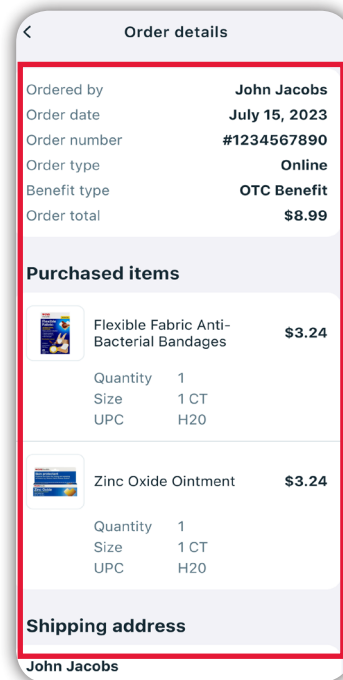 Order details
Ordered by John Jacobs
Order date July 15, 2023
Order number #1234567890
Order type Online
Benefit type OTC Benefit
Order total $8.99
Purchased items
Flexible Fabric Anti-
Bacterial Bandages $3.24
Quantity 1
Size 1 CT
UPC H20
Zinc Oxide Ointment $3.24
Quantity 1
Size 1 CT
UPC H20
Shipping address
John Jacobs